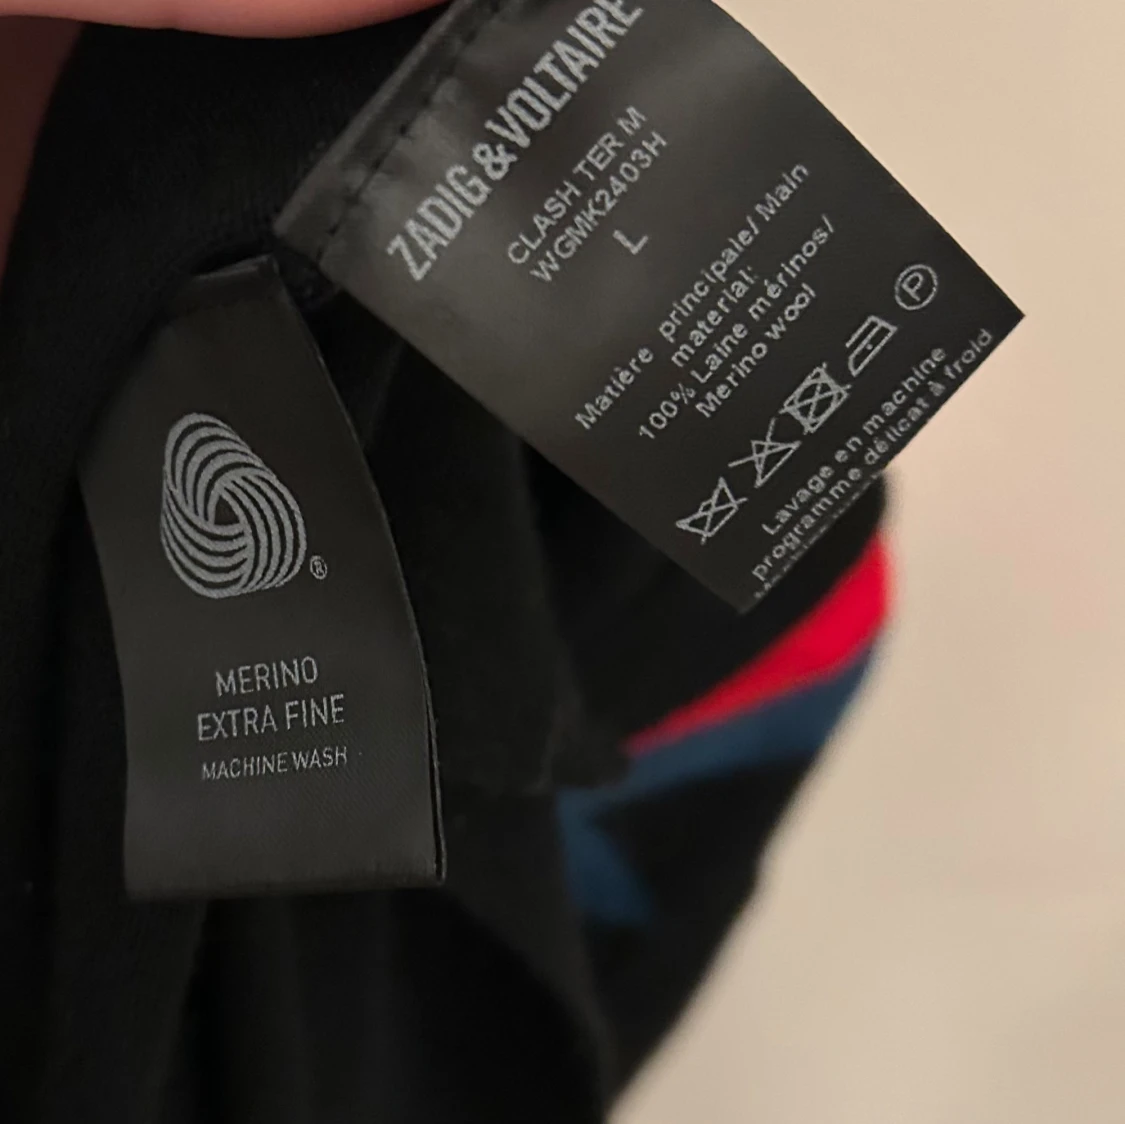 ZADIG&VOLTAIRE
CLASH TER M
WGMK2403H
L
Matière principale/ Main
material:
100% Laine mérinos/
Merino wool
P
Lavage en machine
programme délicat à froid
®
MERINO
EXTRA FINE
MACHINE WASH